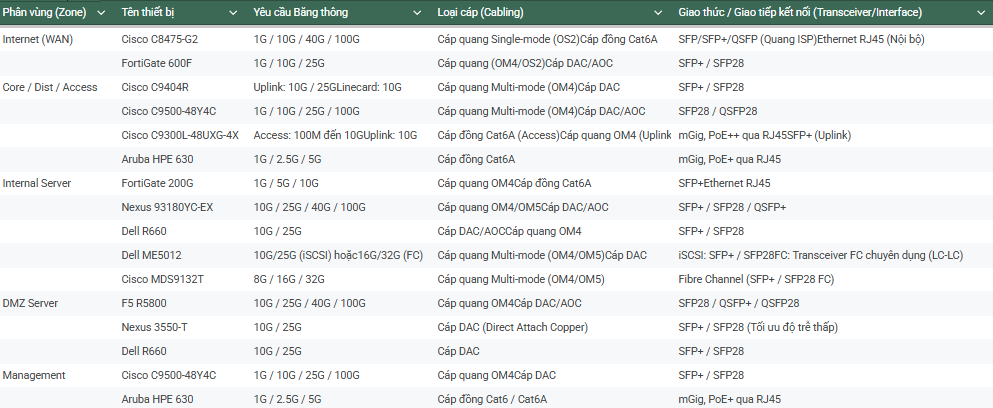 Phân vùng (Zone) Tên thiết bị Yêu cầu Băng thông Loại cáp (Cabling) Giao thức / Giao tiếp kết nối (Transceiver/Interface)
Internet (WAN) Cisco C8475-G2 1G / 10G / 40G / 100G Cáp quang Single-mode (OS2)Cáp đồng Cat6A SFP/SFP+/QSFP (Quang ISP)Ethernet RJ45 (Nội bộ)
FortiGate 600F 1G / 10G / 25G Cáp quang (OM4/OS2)Cáp DAC/AOC SFP+ / SFP28
Core / Dist / Access Cisco C9404R Uplink: 10G / 25GLinecard: 10G Cáp quang Multi-mode (OM4)Cáp DAC SFP+ / SFP28
Cisco C9500-48Y4C 1G / 10G / 25G / 100G Cáp quang Multi-mode (OM4)Cáp DAC/AOC SFP28 / QSFP28
Cisco C9300L-48UXG-4X Access: 100M đến 10GUplink: 10G Cáp đồng Cat6A (Access)Cáp quang OM4 (Uplink mGig, PoE++ qua RJ45SFP+ (Uplink)
Aruba HPE 630 1G / 2.5G / 5G Cáp đồng Cat6A mGig, PoE+ qua RJ45
Internal Server FortiGate 200G 1G / 5G / 10G Cáp quang OM4Cáp đồng Cat6A SFP+Ethernet RJ45
Nexus 93180YC-EX 10G / 25G / 40G / 100G Cáp quang OM4/OM5Cáp DAC/AOC SFP+ / SFP28 / QSFP+
Dell R660 10G / 25G Cáp DAC/AOCCáp quang OM4 SFP+ / SFP28
Dell ME5012 10G/25G (iSCSI) hoặc16G/32G (FC) Cáp quang Multi-mode (OM4/OM5)Cáp DAC iSCSI: SFP+ / SFP28FC: Transceiver FC chuyên dụng (LC-LC)
Cisco MDS9132T 8G / 16G / 32G Cáp quang Multi-mode (OM4/OM5) Fibre Channel (SFP+ / SFP28 FC)
DMZ Server F5 R5800 10G / 25G / 40G / 100G Cáp quang OM4Cáp DAC/AOC SFP28 / QSFP+ / QSFP28
Nexus 3550-T 10G / 25G Cáp DAC (Direct Attach Copper) SFP+ / SFP28 (Tối ưu độ trễ thấp)
Dell R660 10G / 25G Cáp DAC SFP+ / SFP28
Management Cisco C9500-48Y4C 1G / 10G / 25G / 100G Cáp quang OM4Cáp DAC SFP+ / SFP28
Aruba HPE 630 1G / 2.5G / 5G Cáp đồng Cat6 / Cat6A mGig, PoE+ qua RJ45